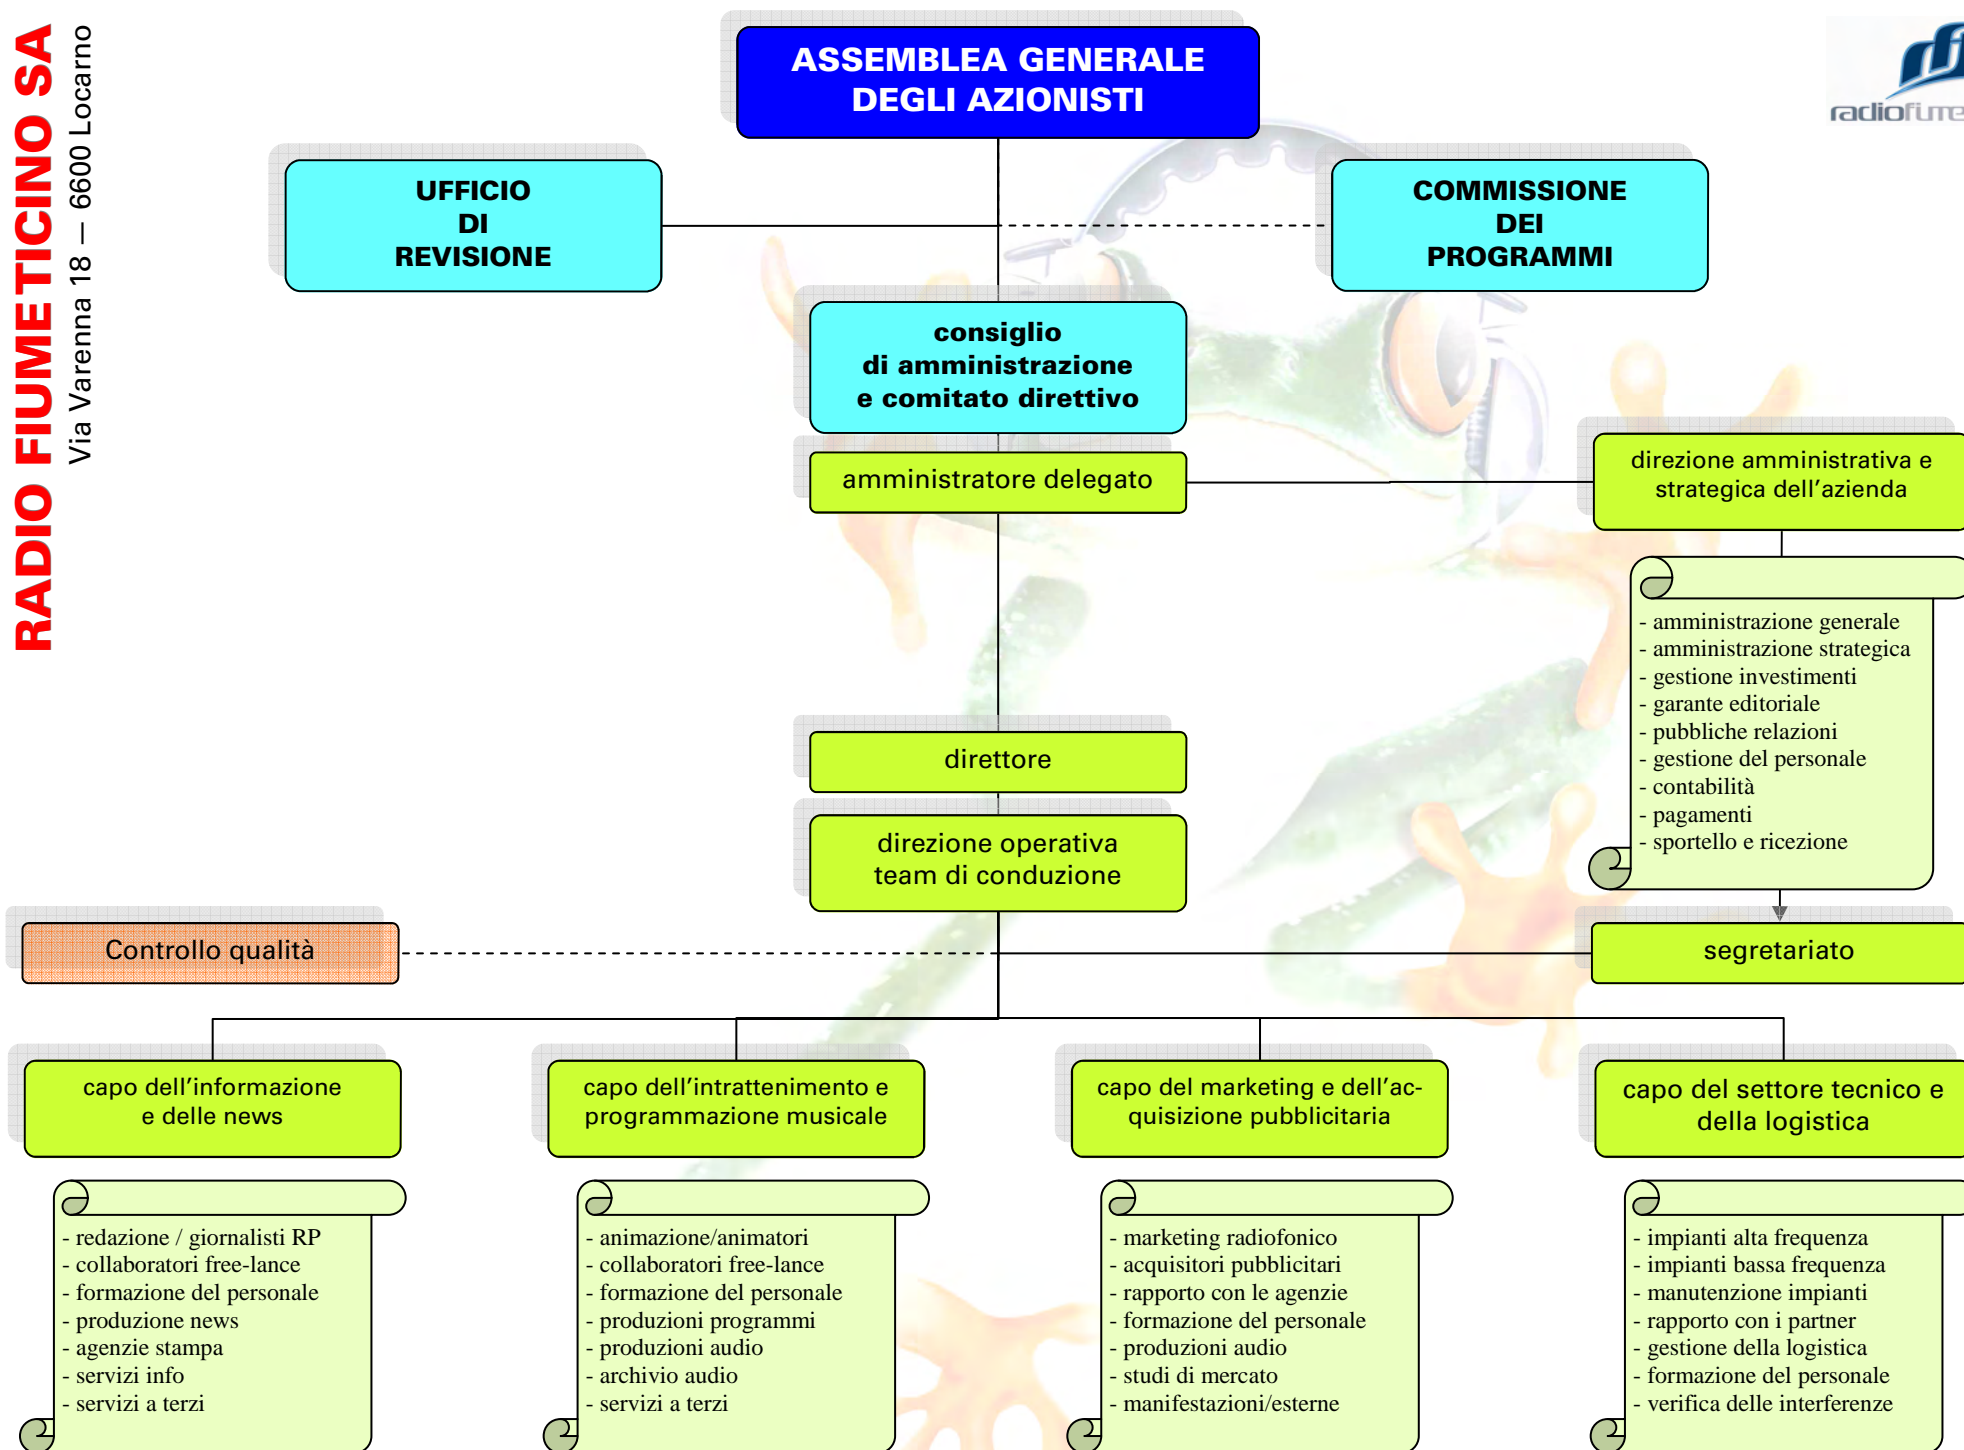 RADIO FIUME TICINO SA
Via Varenna 18 — 6600 Locarno
ASSEMBLEA GENERALE
DEGLI AZIONISTI
UFFICIO
DI
REVISIONE
COMMISSIONE
DEI
PROGRAMMI
consiglio
di amministrazione
e comitato direttivo
amministratore delegato
direzione amministrativa e
strategica dell'azienda
- amministrazione generale
- amministrazione strategica
- gestione investimenti
- garante editoriale
- pubbliche relazioni
- gestione del personale
- contabilità
- pagamenti
- sportello e ricezione
direttore
direzione operativa
team di conduzione
Controllo qualità
segretariato
capo dell'informazione
e delle news
- redazione / giornalisti RP
- collaboratori free-lance
- formazione del personale
- produzione news
- agenzie stampa
- servizi info
- servizi a terzi
capo dell'intrattenimento e
programmazione musicale
- animazione/animatori
- collaboratori free-lance
- formazione del personale
- produzioni programmi
- produzioni audio
- archivio audio
- servizi a terzi
capo del marketing e dell'ac-
quisizione pubblicitaria
- marketing radiofonico
- acquisitori pubblicitari
- rapporto con le agenzie
- formazione del personale
- produzioni audio
- studi di mercato
- manifestazioni/esterne
capo del settore tecnico e
della logistica
- impianti alta frequenza
- impianti bassa frequenza
- manutenzione impianti
- rapporto con i partner
- gestione della logistica
- formazione del personale
- verifica delle interferenze